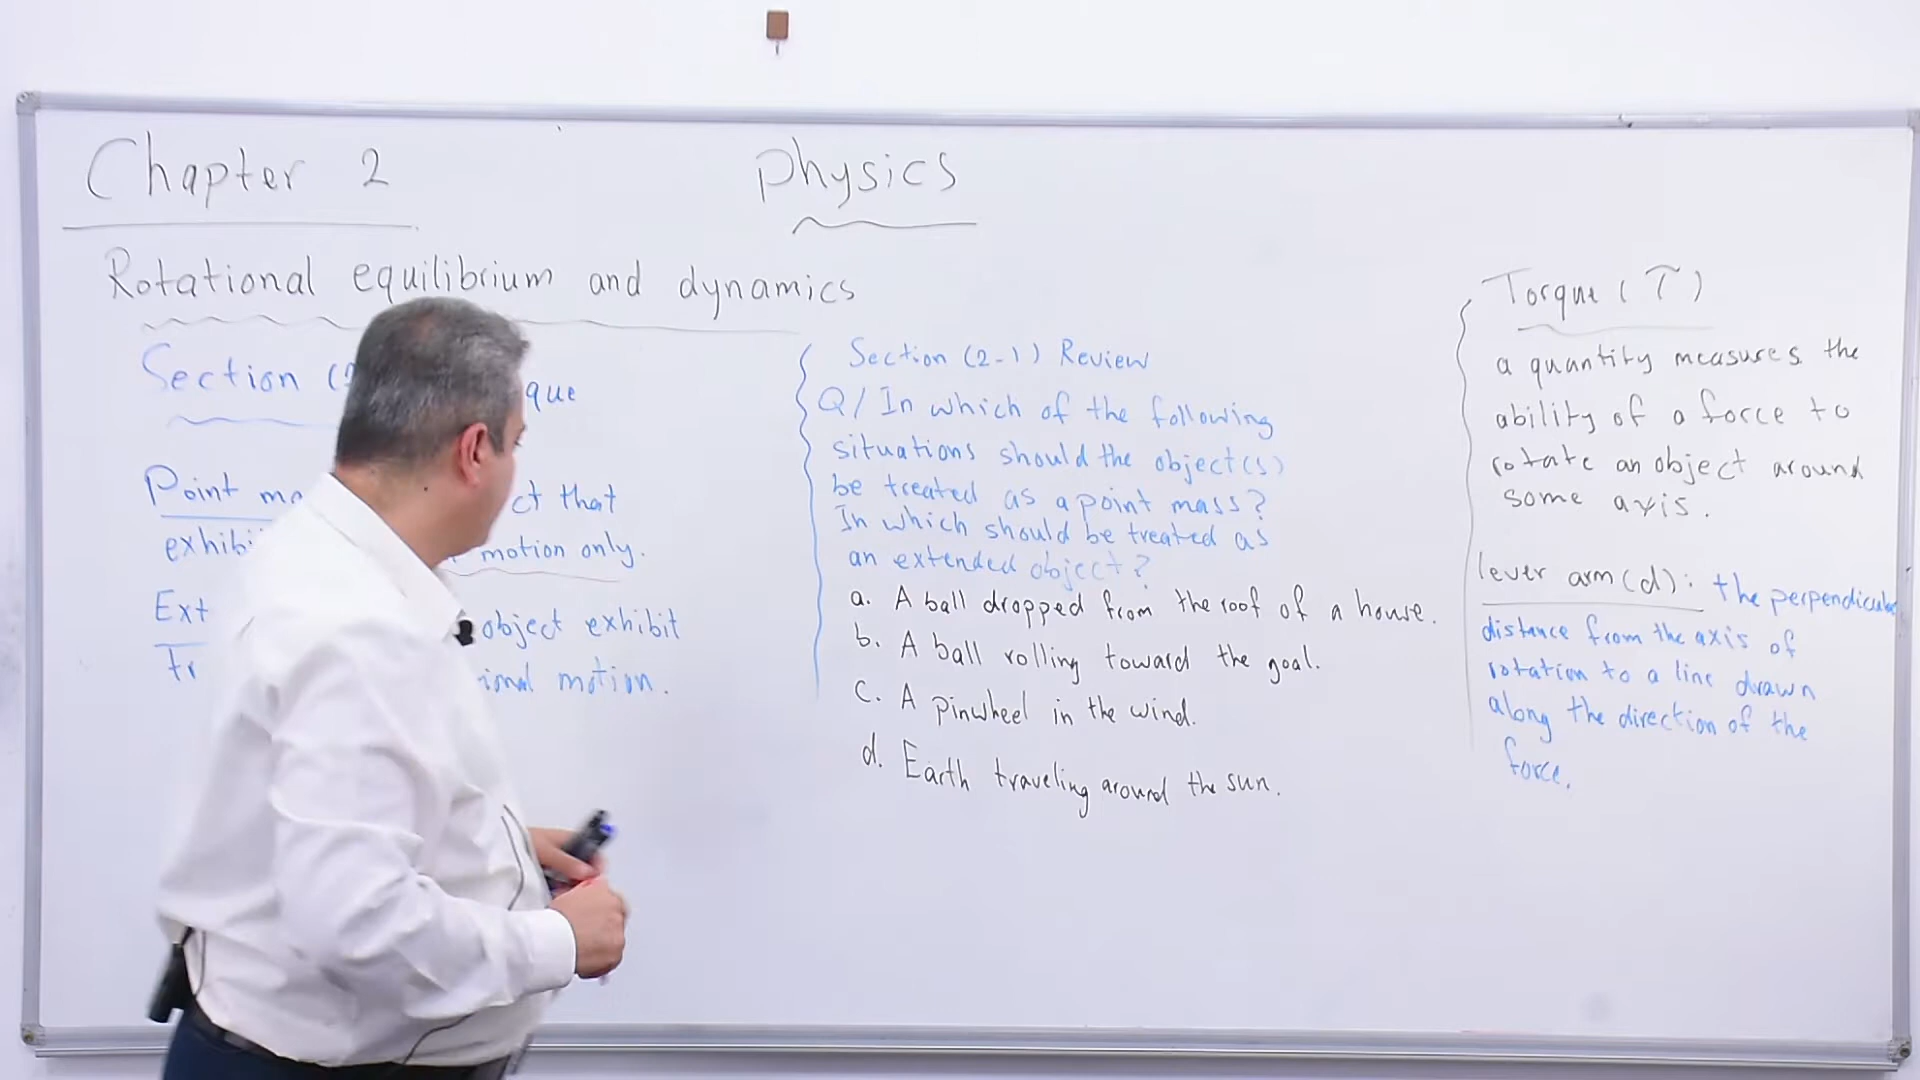 Chapter 2
Physics
Rotational equilibrium and dynamics
Section (
que
Point ma
ct that
exhibi
motion only.
Ext
object exhibit
tr
ional motion.
Section (2-1) Review
Q/ In which of the following
situations should the object(s)
be treated as a point mass?
In which should be treated as
an extended object?
a. A ball dropped from the roof of a house.
b. A ball rolling toward the goal.
c. A pinwheel in the wind.
d. Earth traveling around the sun.
Torque (τ)
a quantity measures the
ability of a force to
rotate an object around
some axis.
lever arm (d): the perpendicular
distance from the axis of
rotation to a line drawn
along the direction of the
force.